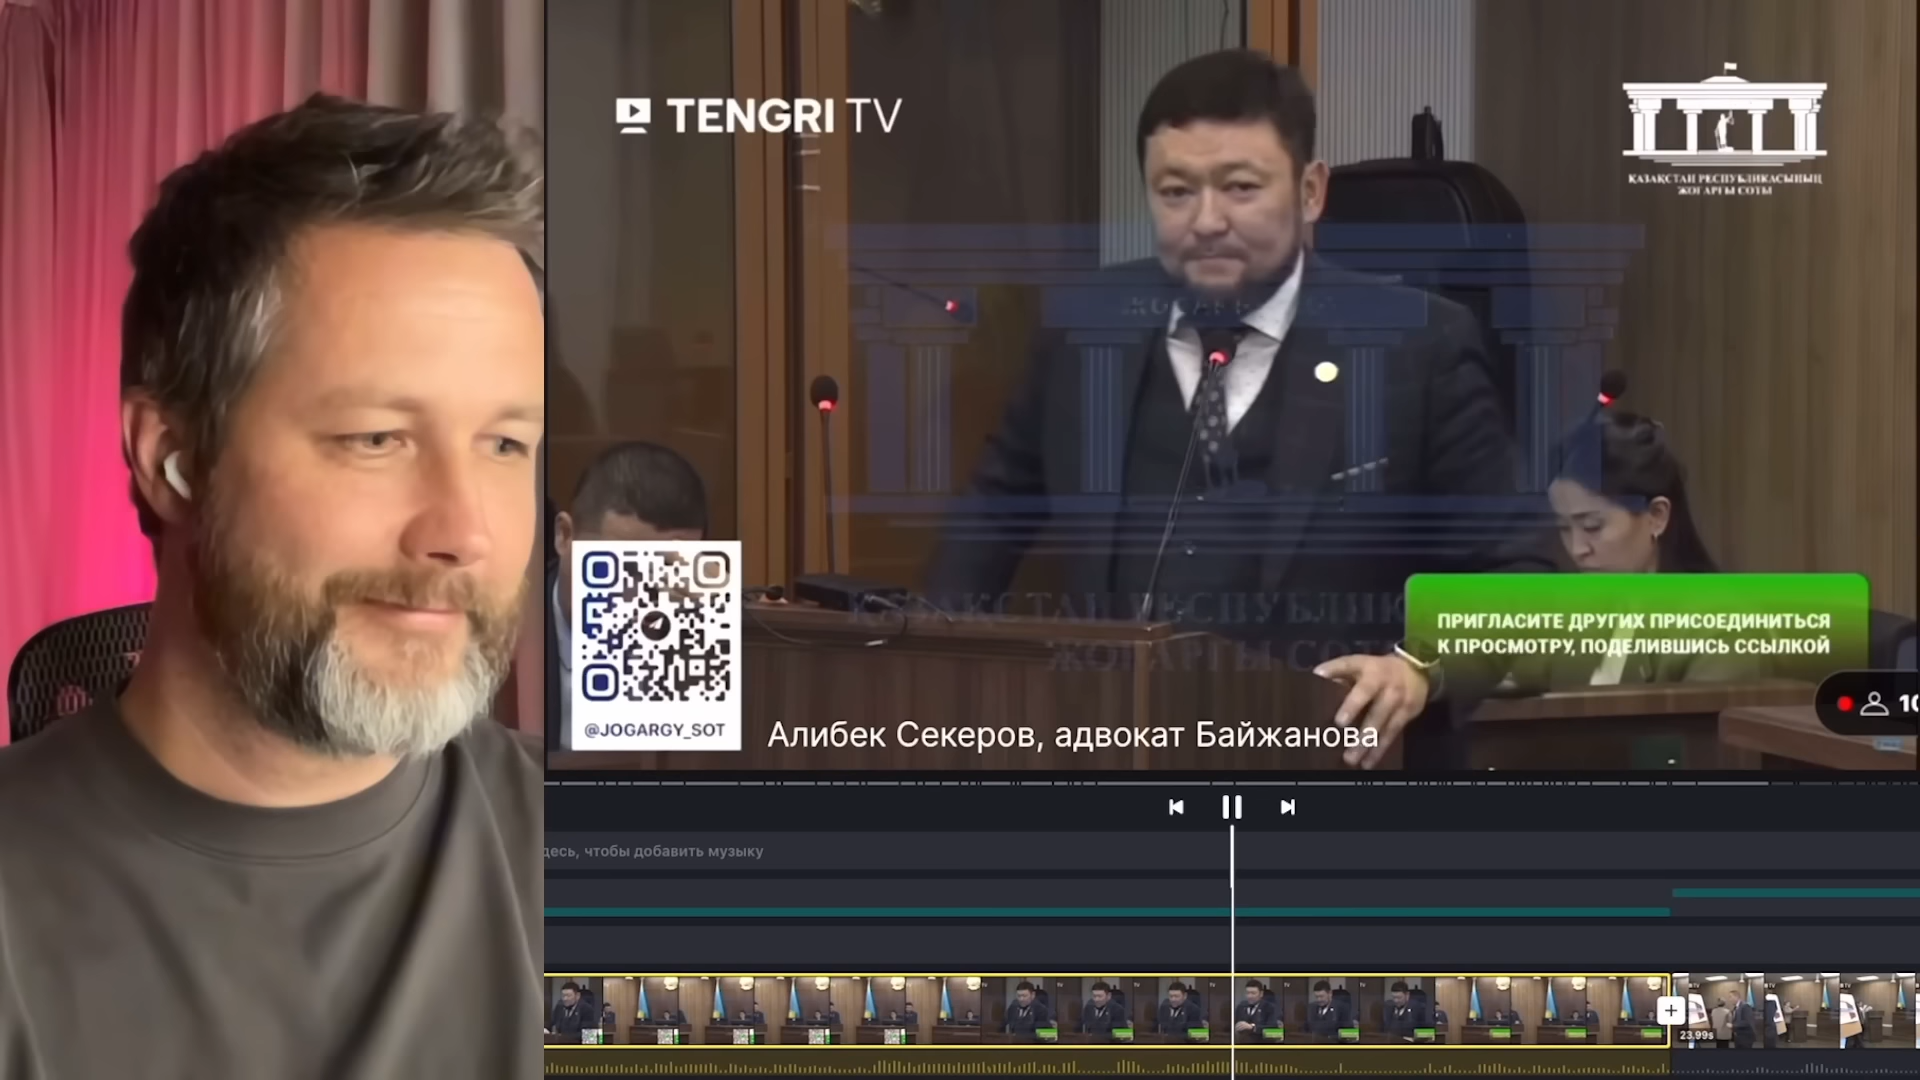 TENGRI TV
ҚАЗАҚСТАН РЕСПУБЛИКАСЫНЫҢ
ЖОҒАРҒЫ СОТЫ
ПРИГЛАСИТЕ ДРУГИХ ПРИСОЕДИНИТЬСЯ
К ПРОСМОТРУ, ПОДЕЛИВШИСЬ ССЫЛКОЙ
@JOGARGY_SOT
Алибек Секеров, адвокат Байжанова
10
десь, чтобы добавить музыку
23.99s